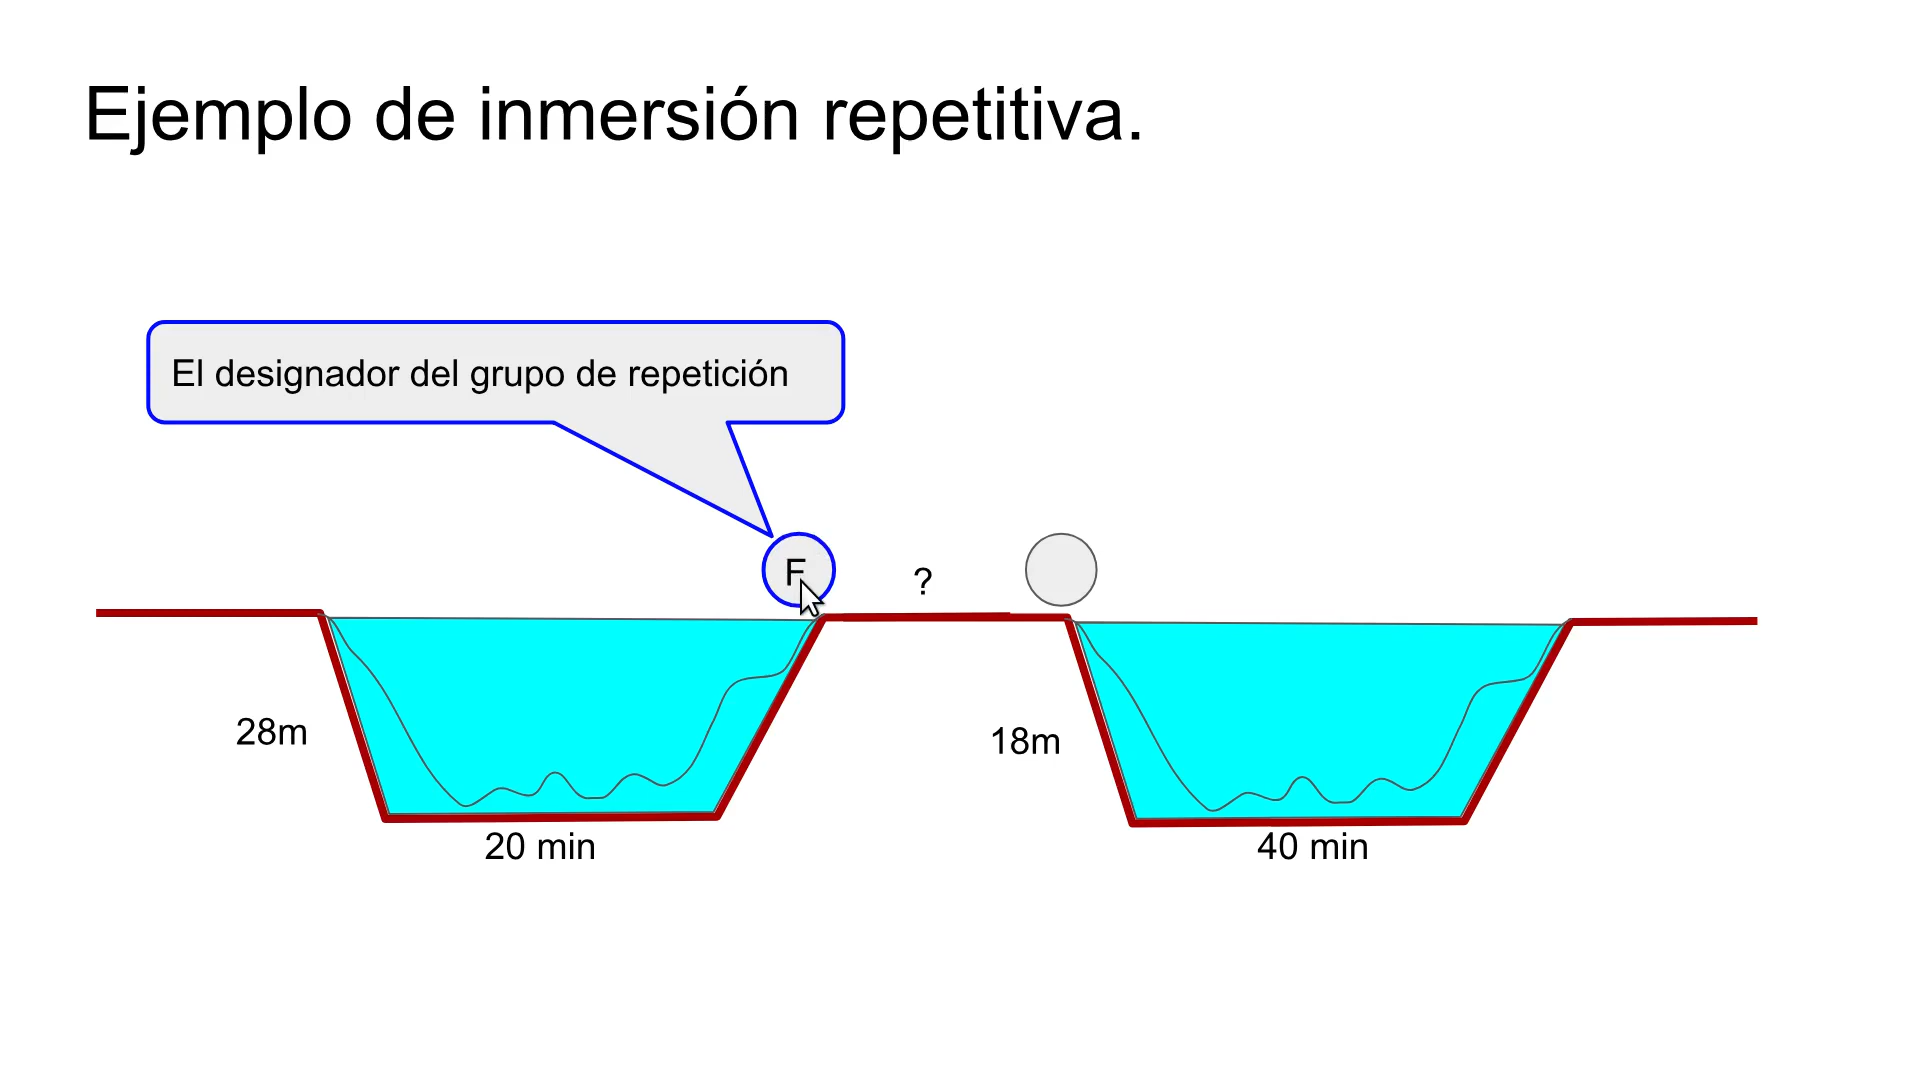 Ejemplo de inmersión repetitiva.
El designador del grupo de repetición
F
?
28m
18m
20 min
40 min